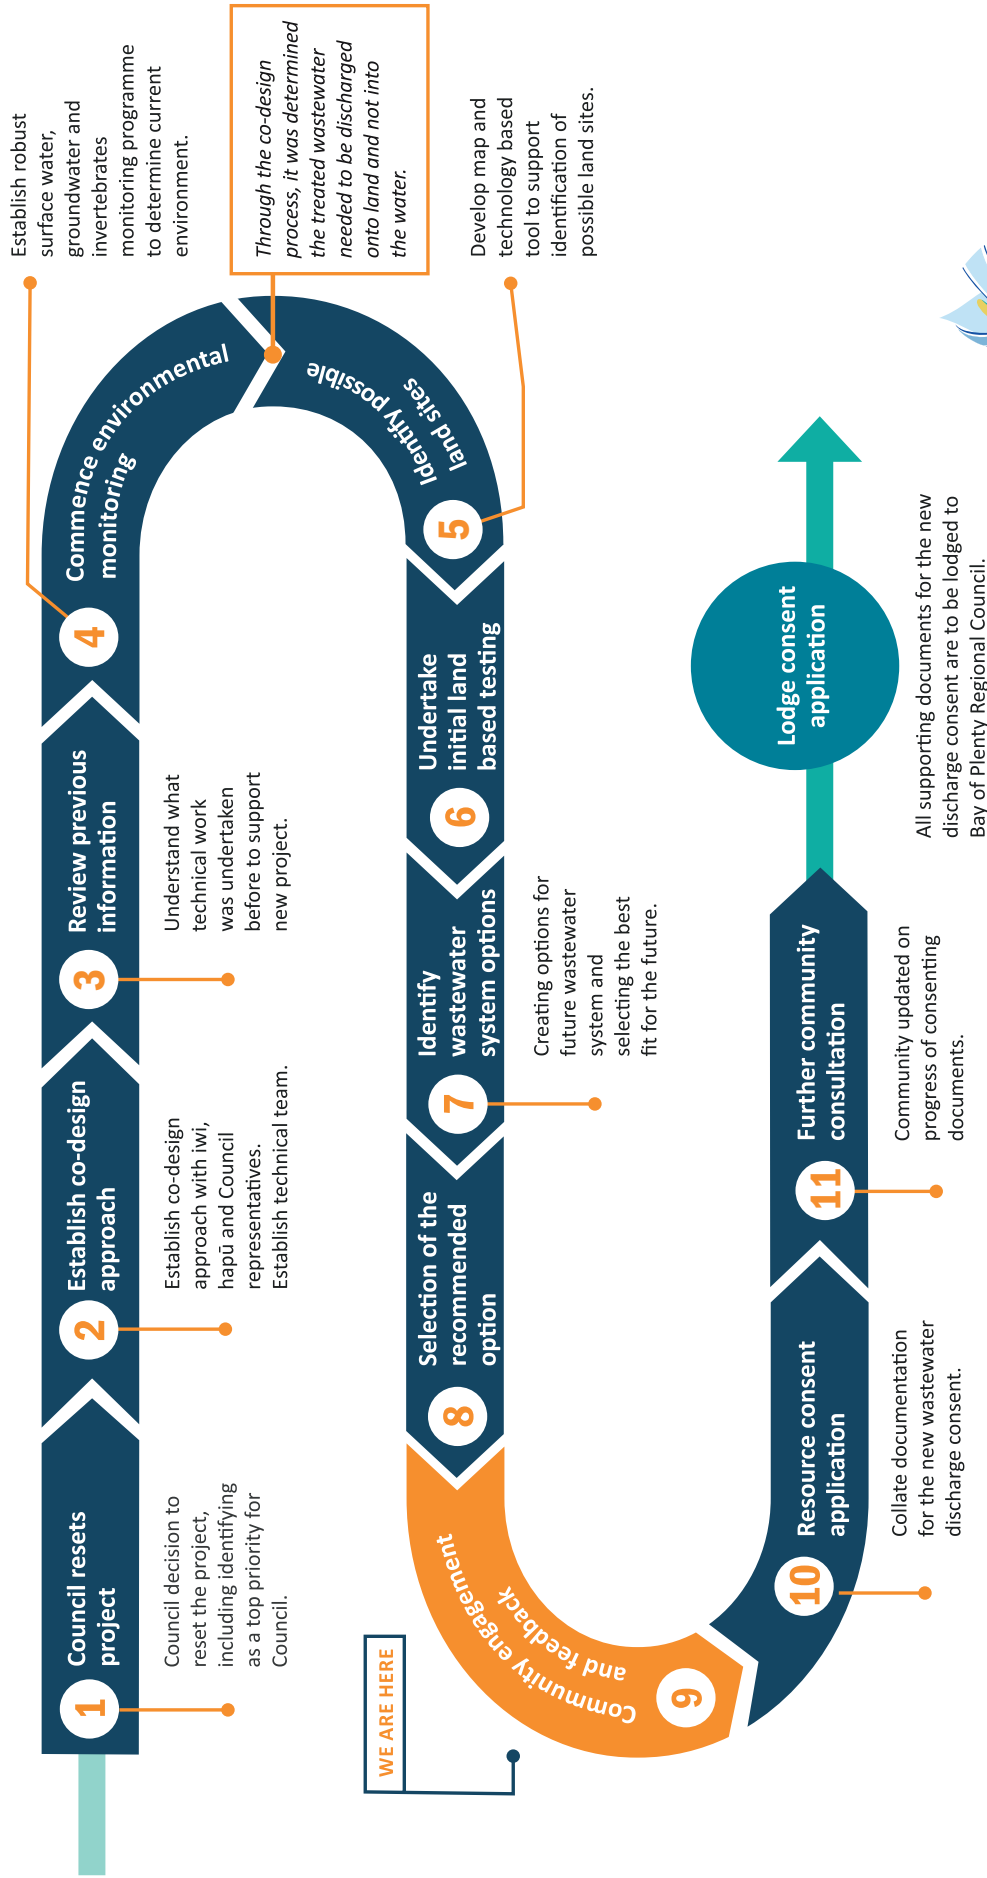 1
Council resets
project
Council decision to
reset the project,
including identifying
as a top priority for
Council.
2
Establish co-design
approach
Establish co-design
approach with iwi,
hapū and Council
representatives.
Establish technical team.
3
Review previous
information
Understand what
technical work
was undertaken
before to support
new project.
4
Commence environmental
monitoring
Establish robust
surface water,
groundwater and
invertebrates
monitoring programme
to determine current
environment.
Through the co-design
process, it was determined
the treated wastewater
needed to be discharged
onto land and not into
the water.
5
Identify possible
land sites
Develop map and
technology based
tool to support
identification of
possible land sites.
6
Undertake
initial land
based testing
7
Identify
wastewater
system options
Creating options for
future wastewater
system and
selecting the best
fit for the future.
8
Selection of the
recommended
option
WE ARE HERE
9
Community engagement
and feedback
10
Resource consent
application
Collate documentation
for the new wastewater
discharge consent.
11
Further community
consultation
Community updated on
progress of consenting
documents.
Lodge consent
application
All supporting documents for the new
discharge consent are to be lodged to
Bay of Plenty Regional Council.